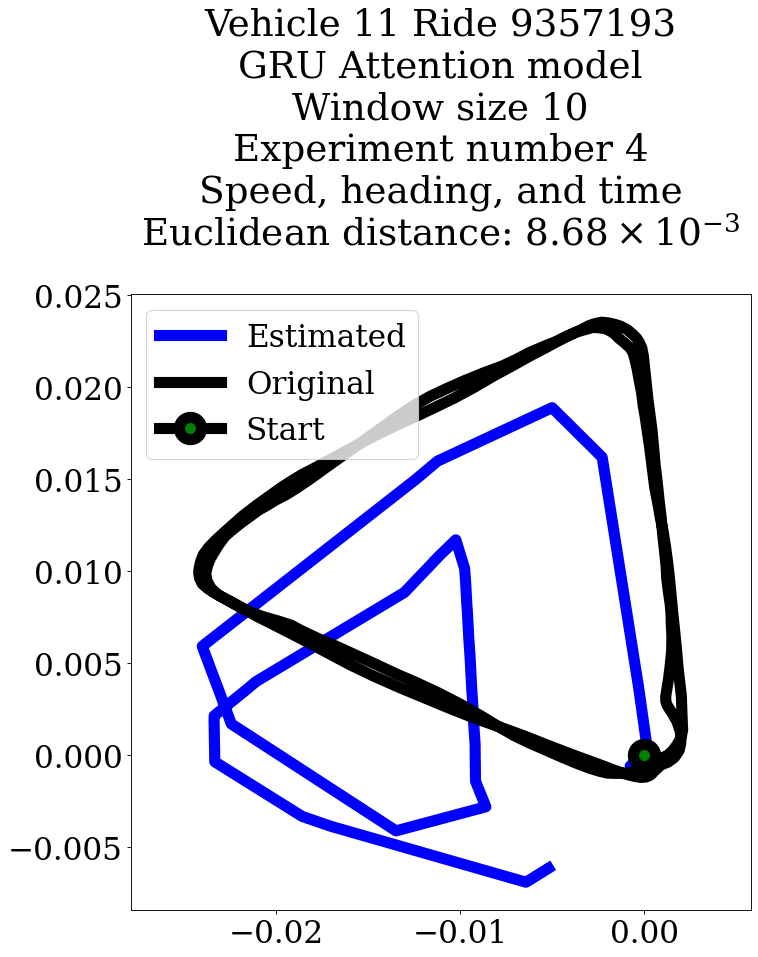 Vehicle 11 Ride 9357193
GRU Attention model
Window size 10
Experiment number 4
Speed, heading, and time
Euclidean distance: 8.68 × 10⁻³
0.025
0.020
0.015
0.010
0.005
0.000
−0.005
Estimated
Original
Start
−0.02
−0.01
0.00